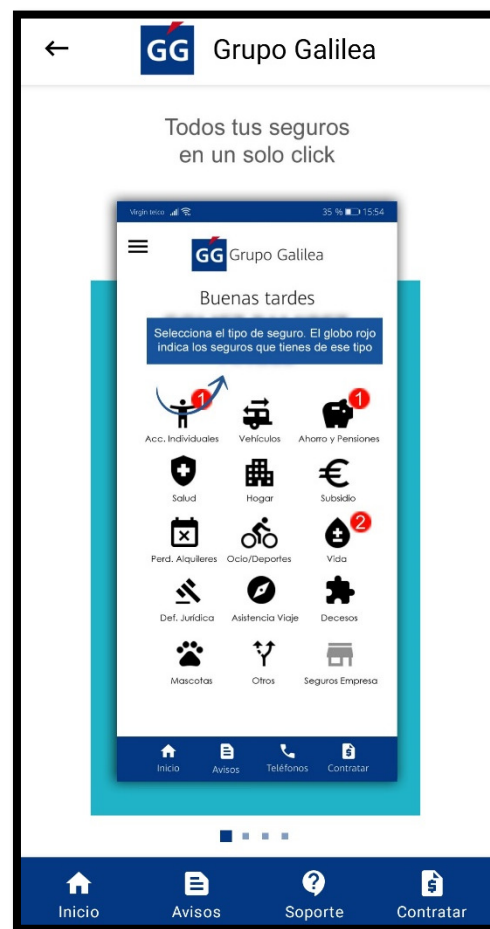 GG Grupo Galilea
Todos tus seguros
en un solo click
Virgin telco 35 % 15:54
GG Grupo Galilea
Buenas tardes
Selecciona el tipo de seguro. El globo rojo
indica los seguros que tienes de ese tipo
1 1
Acc. Individuales Vehículos Ahorro y Pensiones
Salud Hogar Subsidio
2
Perd. Alquileres Ocio/Deportes Vida
Def. Jurídica Asistencia Viaje Decesos
Mascotas Otros Seguros Empresa
Inicio Avisos Teléfonos Contratar
Inicio Avisos Soporte Contratar